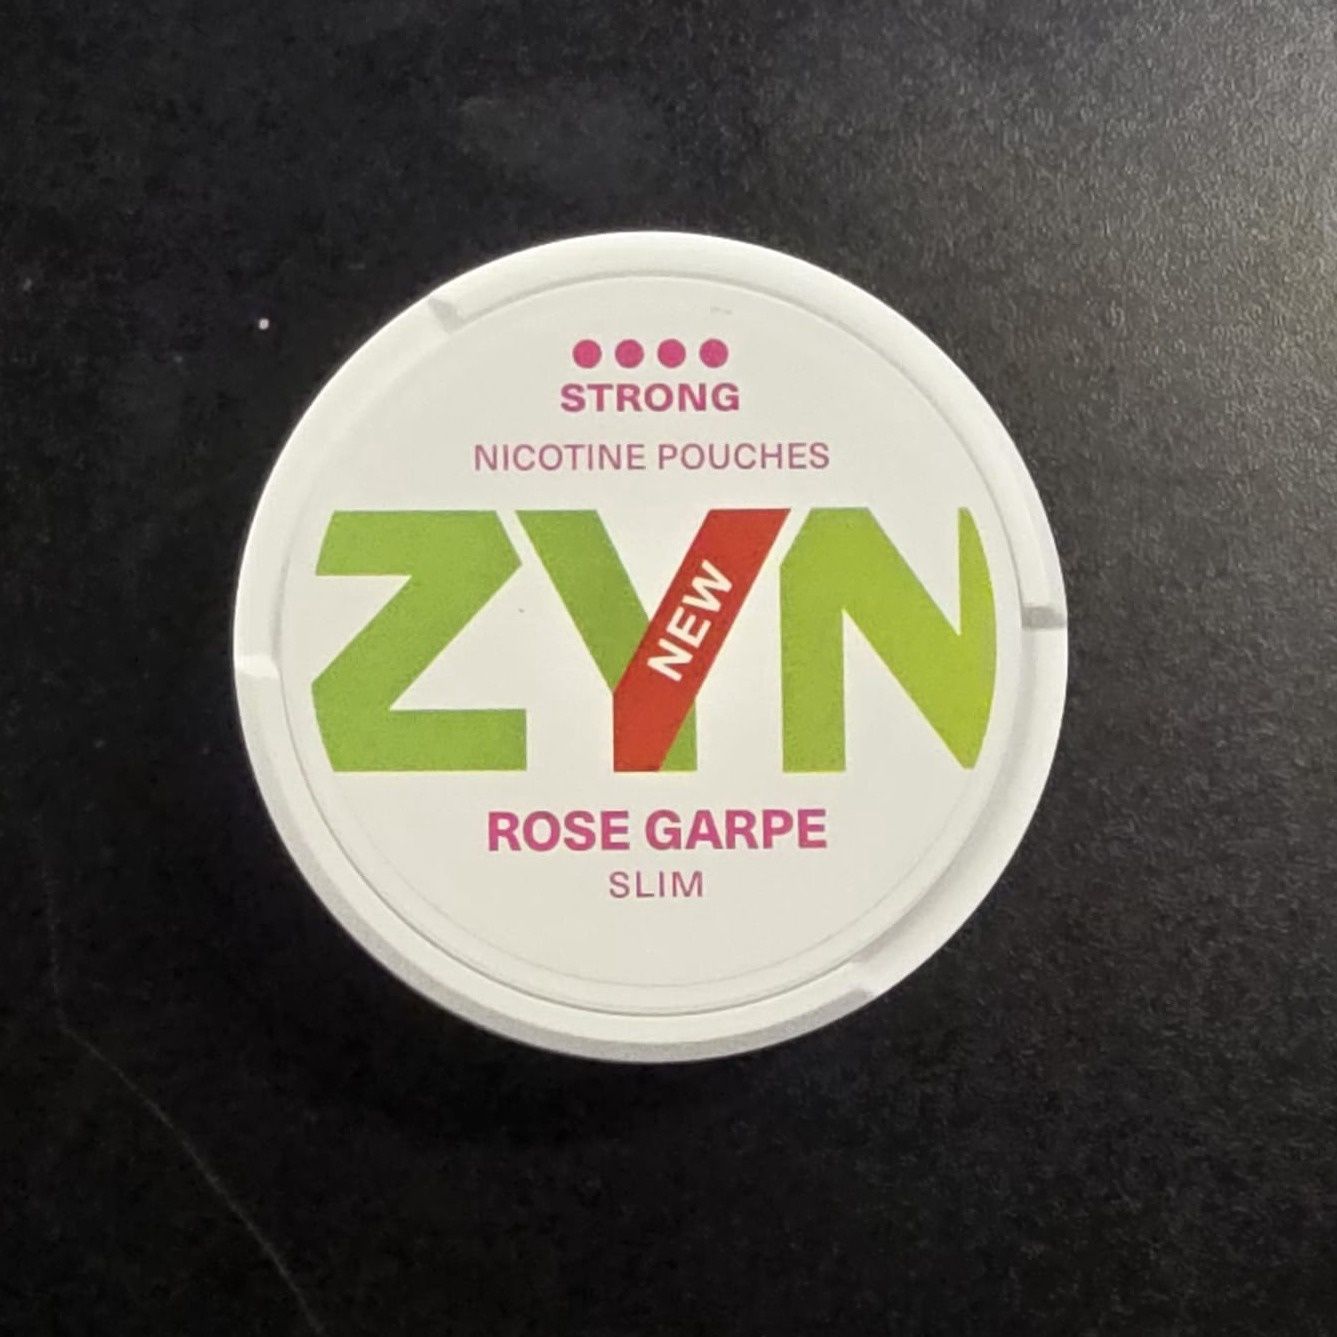 STRONG
NICOTINE POUCHES
ZYN
NEW
ROSE GARPE
SLIM